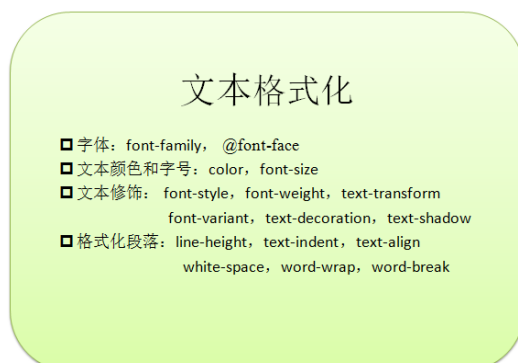 文本格式化
字体：font-family， @font-face
文本颜色和字号：color，font-size
文本修饰： font-style，font-weight，text-transform
font-variant，text-decoration，text-shadow
格式化段落：line-height，text-indent，text-align
white-space，word-wrap，word-break